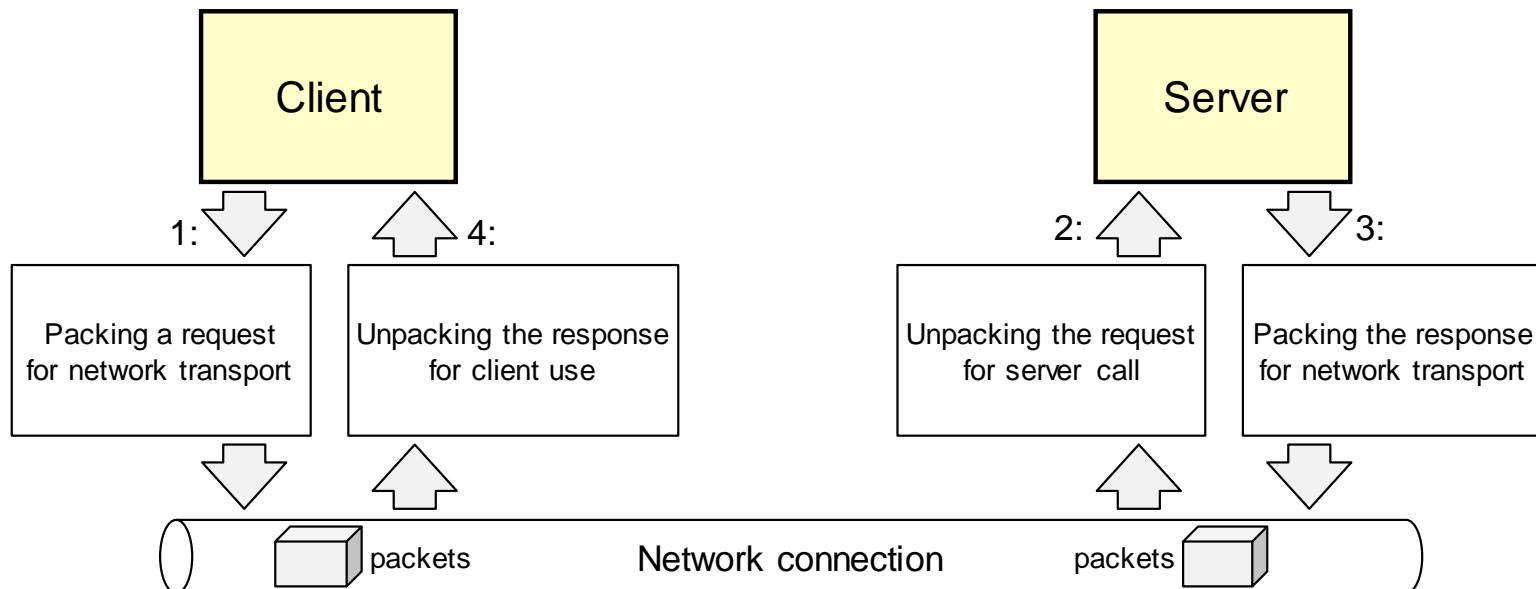 Client
Server
1:
4:
2:
3:
Packing a request
for network transport
Unpacking the response
for client use
Unpacking the request
for server call
Packing the response
for network transport
packets
Network connection
packets